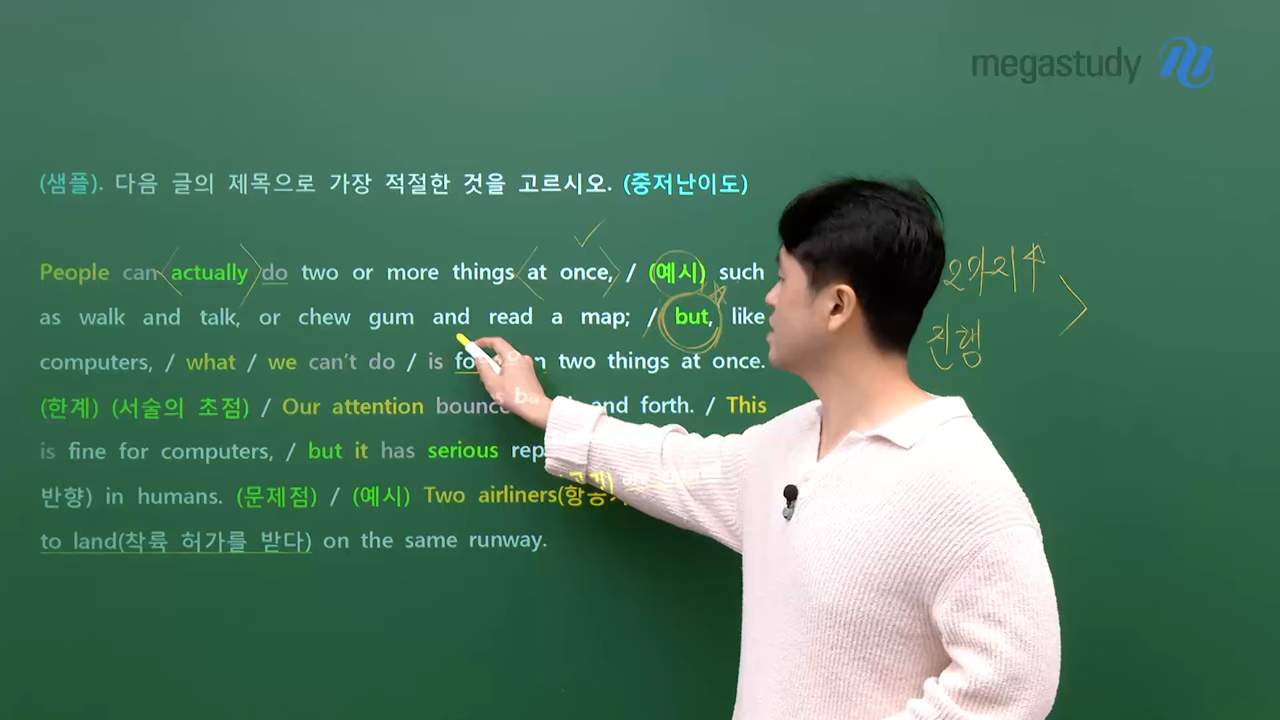 megastudy
(샘플). 다음 글의 제목으로 가장 적절한 것을 고르시오. (중저난이도)
People can actually do two or more things at once, / (예시) such
as walk and talk, or chew gum and read a map; / but, like
computers, / what / we can't do / is two things at once.
(한계) (서술의 초점) / Our attention bounces and forth. / This
is fine for computers, / but it has serious
반향) in humans. (문제점) / (예시) Two airliners
to land(착륙 허가를 받다) on the same runway.
2가지↑
진행